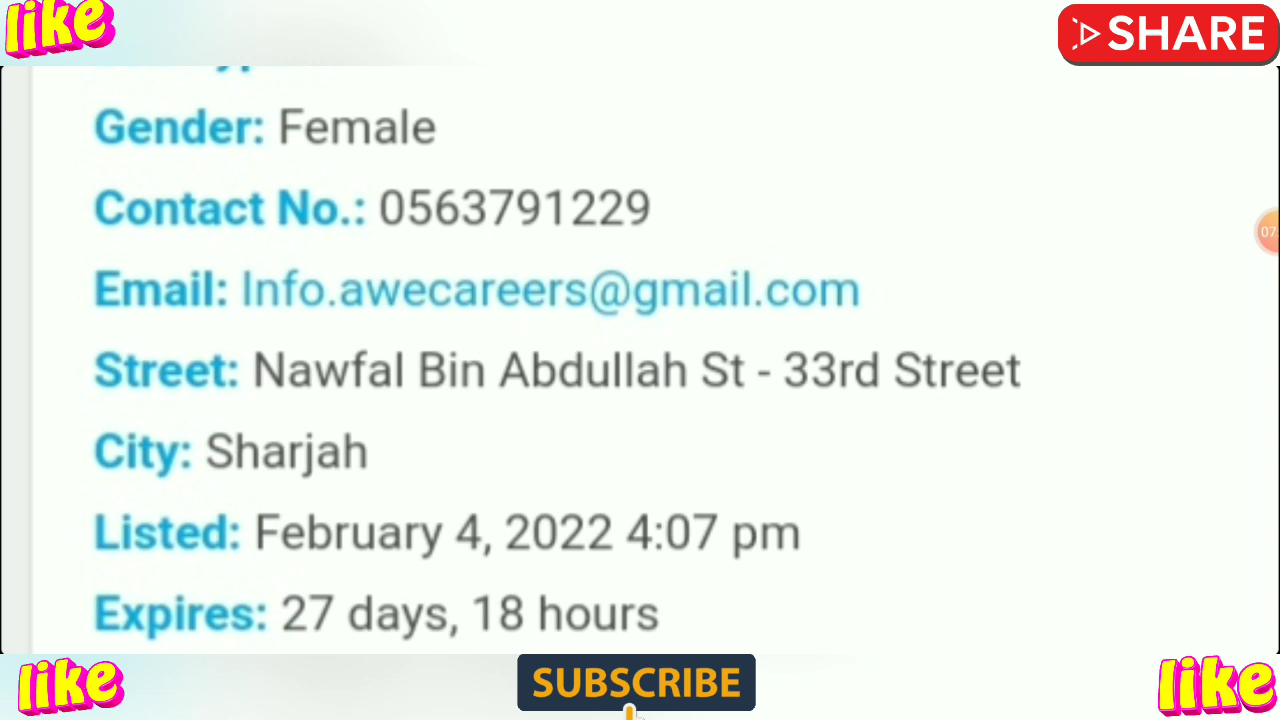 like
SHARE
Gender: Female
Contact No.: 0563791229
07
Email: Info.awecareers@gmail.com
Street: Nawfal Bin Abdullah St - 33rd Street
City: Sharjah
Listed: February 4, 2022 4:07 pm
Expires: 27 days, 18 hours
like
SUBSCRIBE
like